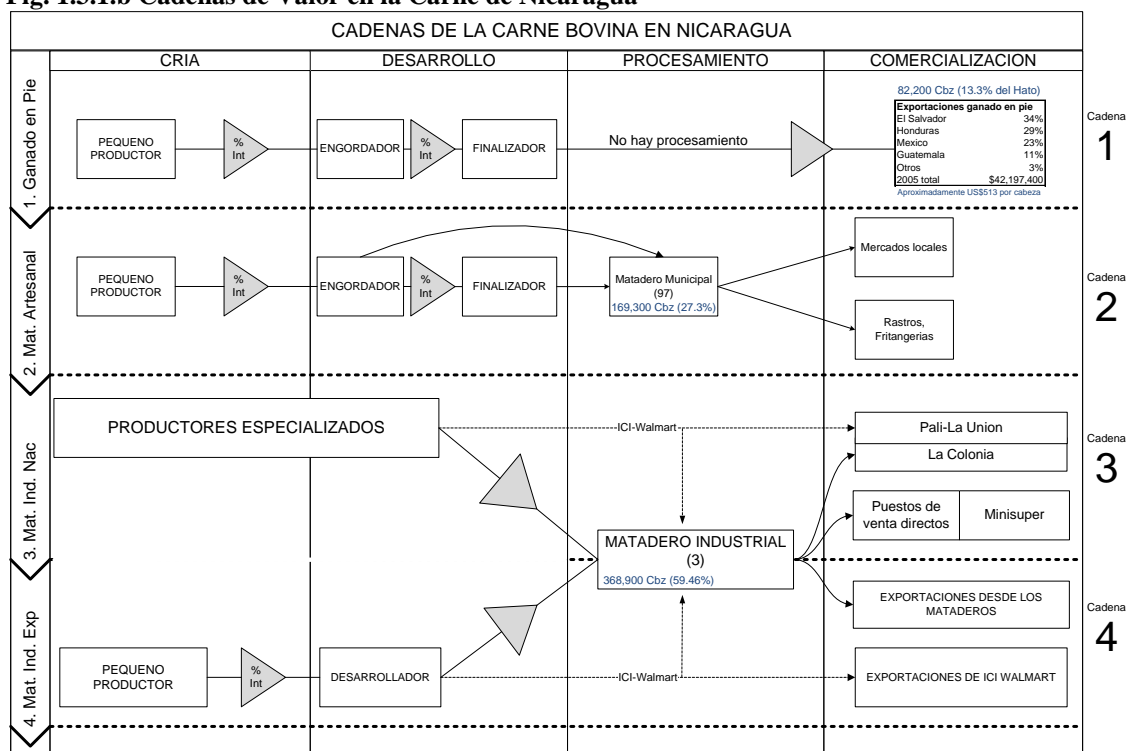 Fig. 1.5.1.b Cadenas de Valor en la Carne de Nicaragua
CADENAS DE LA CARNE BOVINA EN NICARAGUA
CRIA
DESARROLLO
PROCESAMIENTO
COMERCIALIZACION
1. Ganado en Pie
PEQUENO
PRODUCTOR
%
Int
ENGORDADOR
%
Int
FINALIZADOR
No hay procesamiento
82,200 Cbz (13.3% del Hato)
Exportaciones ganado en pie
El Salvador 34%
Honduras 29%
Mexico 23%
Guatemala 11%
Otros 3%
2005 total $42,197,400
Aproximadamente US$513 por cabeza
Cadena
1
2. Mat. Artesanal
PEQUENO
PRODUCTOR
%
Int
ENGORDADOR
%
Int
FINALIZADOR
Matadero Municipal
(97)
169,300 Cbz (27.3%)
Mercados locales
Rastros,
Fritangerias
Cadena
2
3. Mat. Ind. Nac
PRODUCTORES ESPECIALIZADOS
ICI-Walmart
Pali-La Union
La Colonia
Puestos de
venta directos
Minisuper
MATADERO INDUSTRIAL
(3)
368,900 Cbz (59.46%)
Cadena
3
4. Mat. Ind. Exp
PEQUENO
PRODUCTOR
%
Int
DESARROLLADOR
ICI-Walmart
EXPORTACIONES DESDE LOS
MATADEROS
EXPORTACIONES DE ICI WALMART
Cadena
4